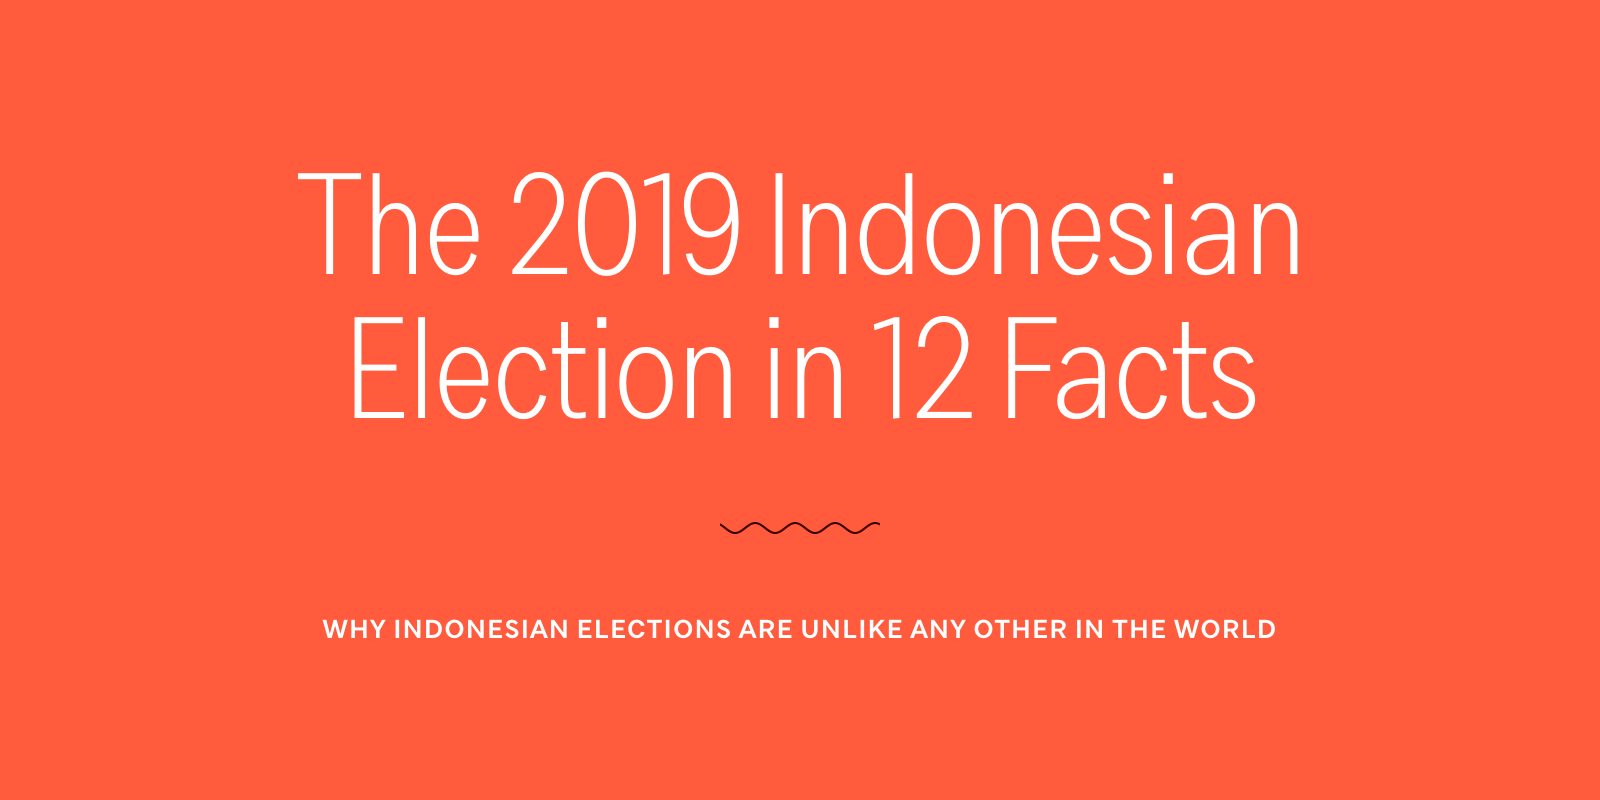 The 2019 Indonesian
Election in 12 Facts
WHY INDONESIAN ELECTIONS ARE UNLIKE ANY OTHER IN THE WORLD